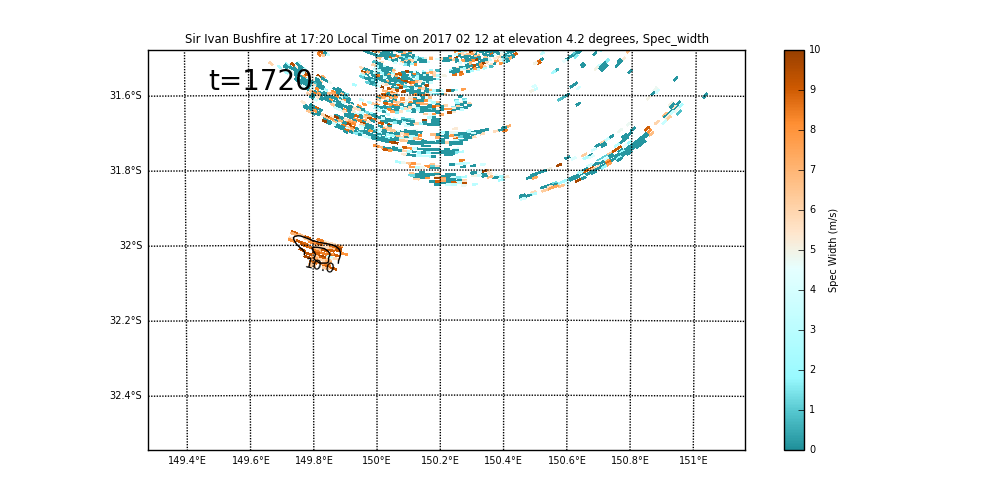 Sir Ivan Bushfire at 17:20 Local Time on 2017 02 12 at elevation 4.2 degrees, Spec_width
t=1720
31.6°S
31.8°S
32°S
32.2°S
32.4°S
10.0
149.4°E 149.6°E 149.8°E 150°E 150.2°E 150.4°E 150.6°E 150.8°E 151°E
10
9
8
7
6
5
4
3
2
1
0
Spec Width (m/s)